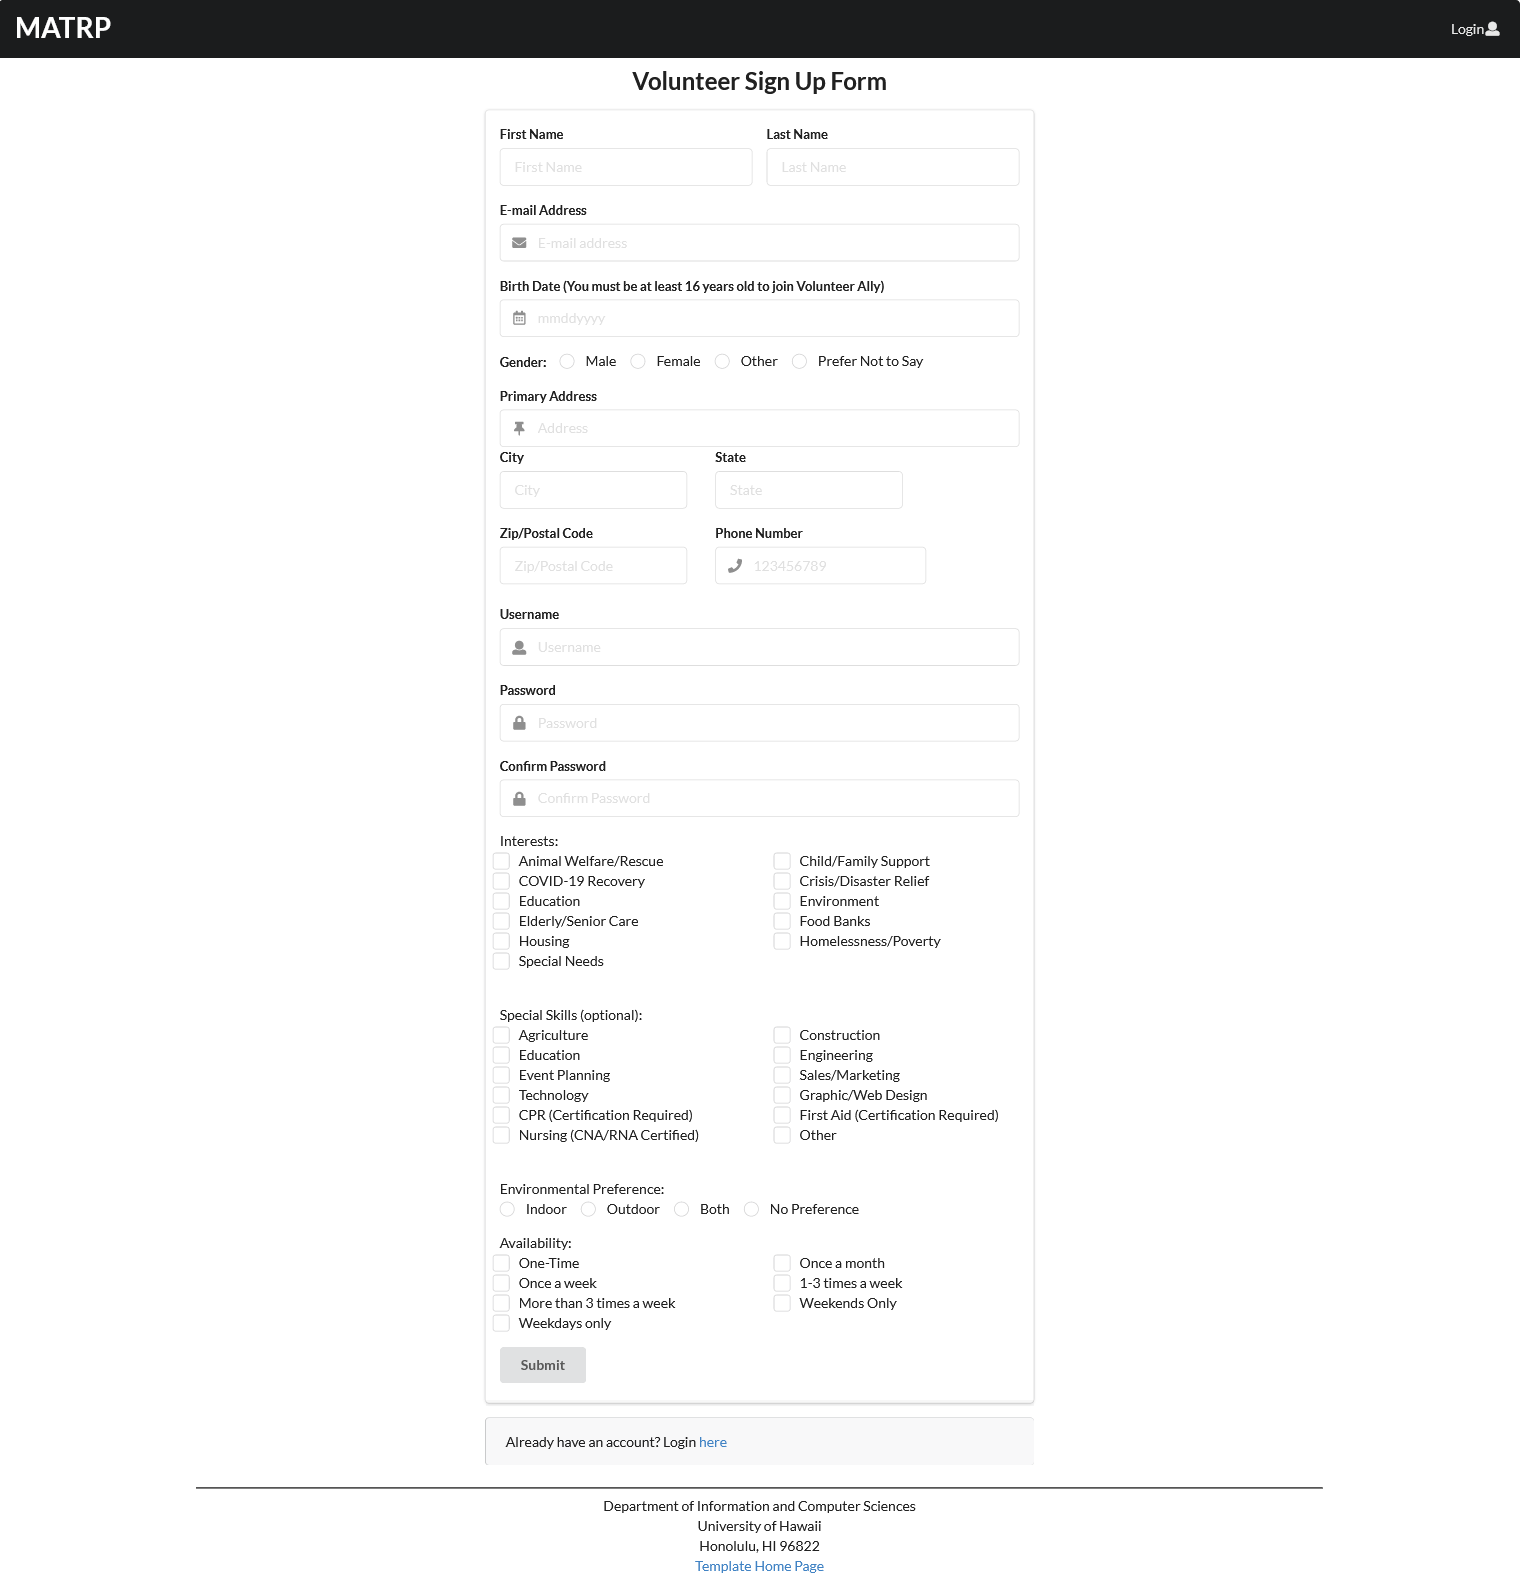 MATRP
Login
Volunteer Sign Up Form
First Name
Last Name
First Name
Last Name
E-mail Address
E-mail address
Birth Date (You must be at least 16 years old to join Volunteer Ally)
mmddyyyy
Gender: Male Female Other Prefer Not to Say
Primary Address
Address
City
State
City
State
Zip/Postal Code
Phone Number
Zip/Postal Code
123456789
Username
Username
Password
Password
Confirm Password
Confirm Password
Interests:
Animal Welfare/Rescue
Child/Family Support
COVID-19 Recovery
Crisis/Disaster Relief
Education
Environment
Elderly/Senior Care
Food Banks
Housing
Homelessness/Poverty
Special Needs
Special Skills (optional):
Agriculture
Construction
Education
Engineering
Event Planning
Sales/Marketing
Technology
Graphic/Web Design
CPR (Certification Required)
First Aid (Certification Required)
Nursing (CNA/RNA Certified)
Other
Environmental Preference:
Indoor Outdoor Both No Preference
Availability:
One-Time
Once a month
Once a week
1-3 times a week
More than 3 times a week
Weekends Only
Weekdays only
Submit
Already have an account? Login here
Department of Information and Computer Sciences
University of Hawaii
Honolulu, HI 96822
Template Home Page